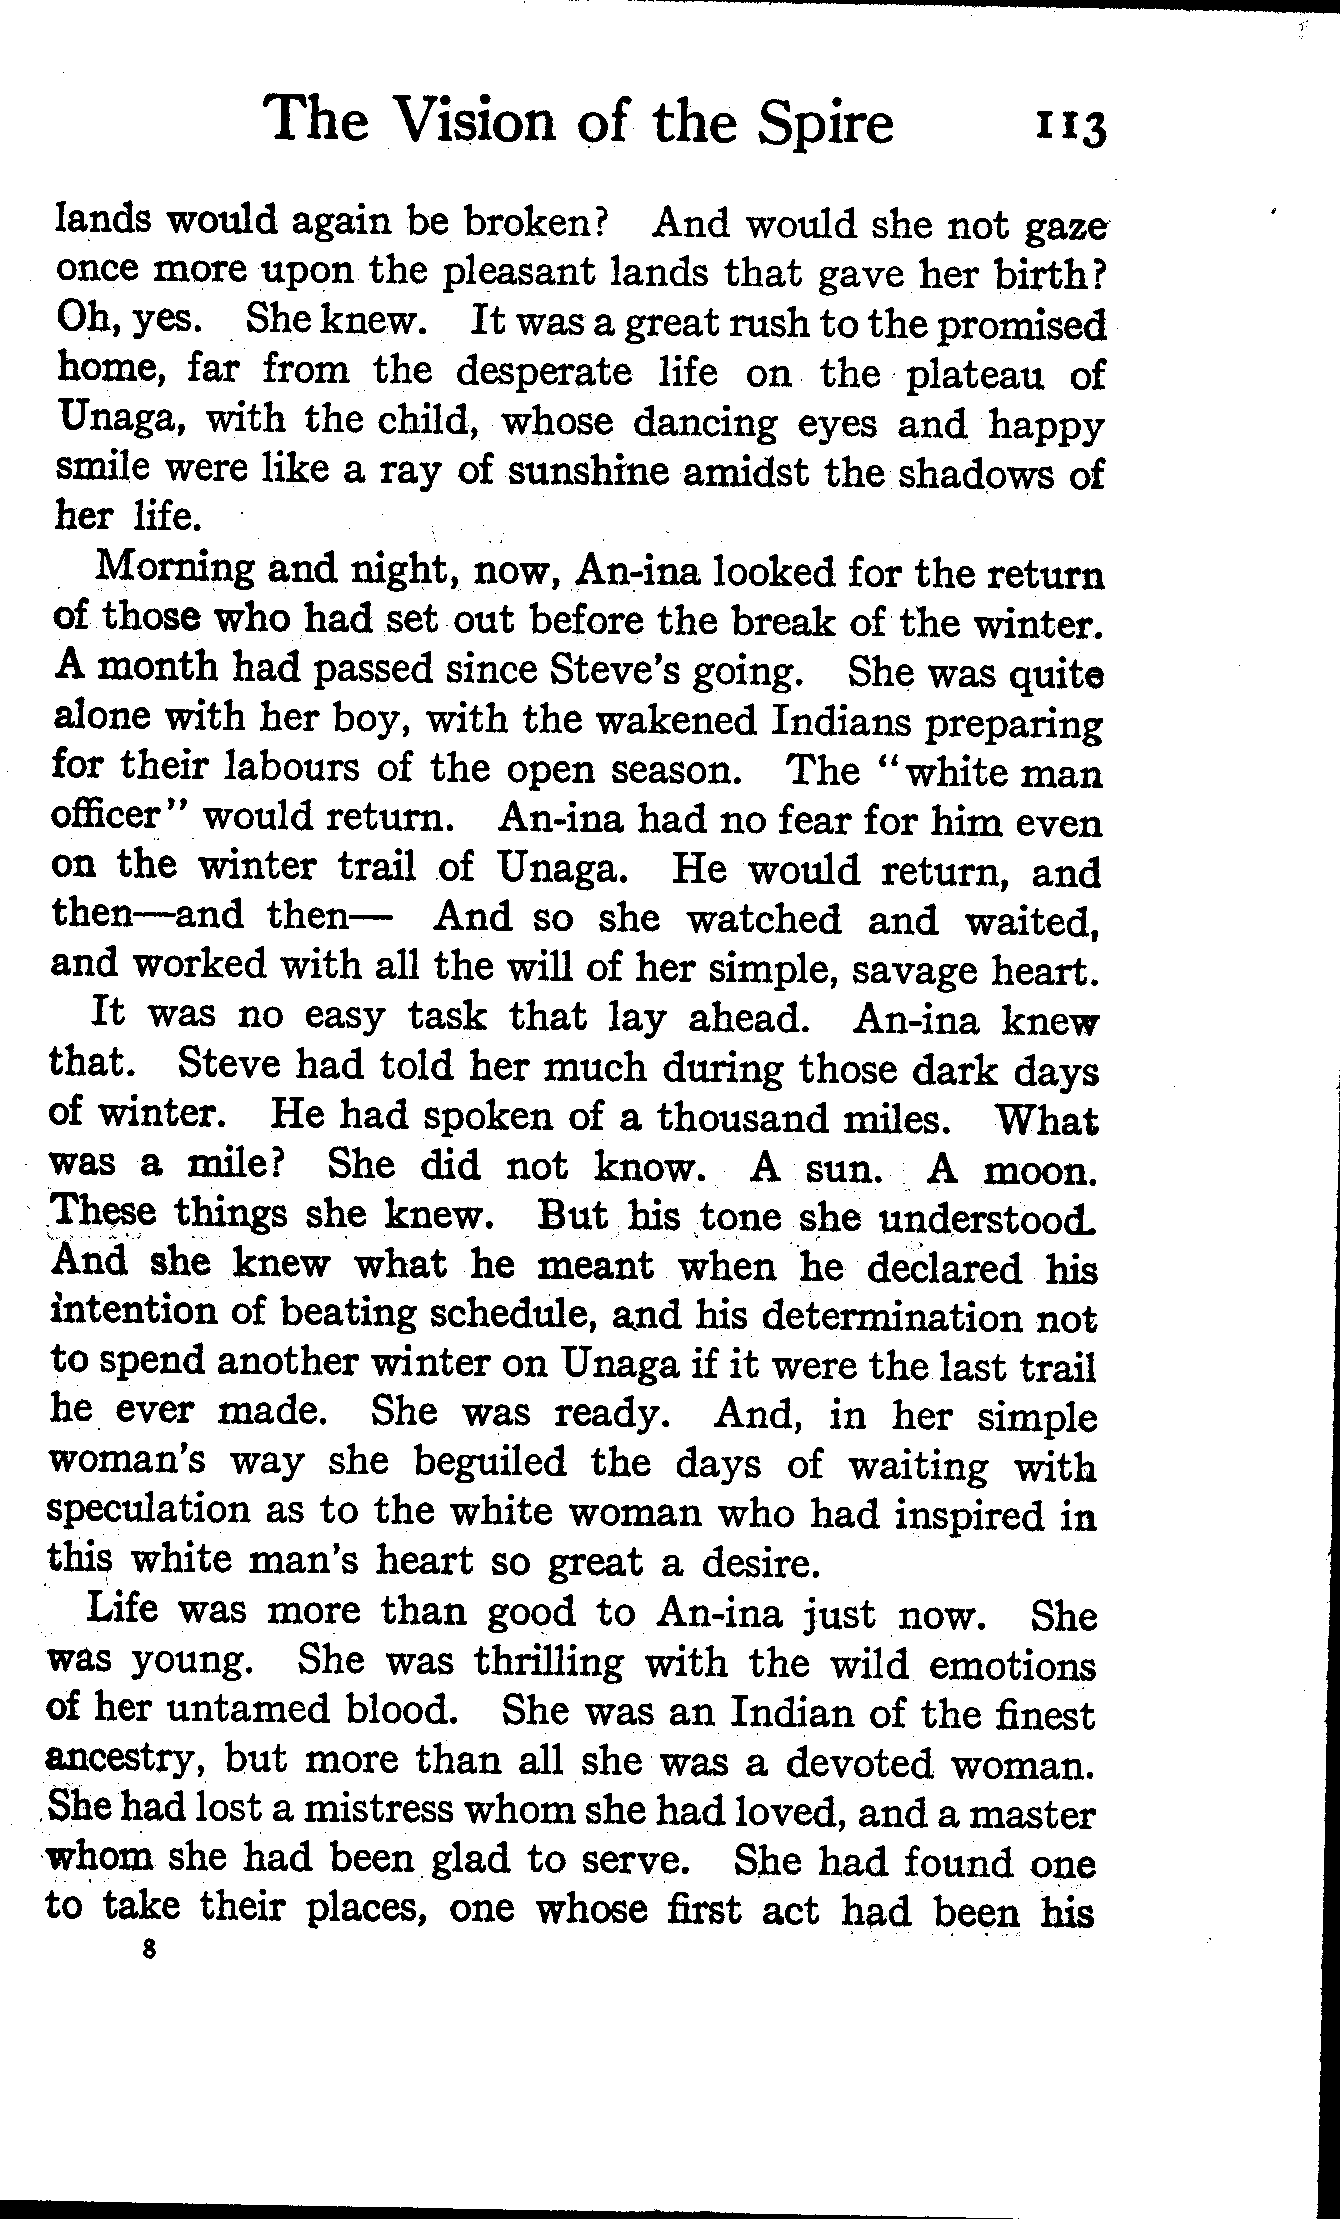 The Vision of the Spire 113
lands would again be broken? And would she not gaze
once more upon the pleasant lands that gave her birth?
Oh, yes. She knew. It was a great rush to the promised
home, far from the desperate life on the plateau of
Unaga, with the child, whose dancing eyes and happy
smile were like a ray of sunshine amidst the shadows of
her life.
Morning and night, now, An-ina looked for the return
of those who had set out before the break of the winter.
A month had passed since Steve's going. She was quite
alone with her boy, with the wakened Indians preparing
for their labours of the open season. The "white man
officer" would return. An-ina had no fear for him even
on the winter trail of Unaga. He would return, and
then—and then— And so she watched and waited,
and worked with all the will of her simple, savage heart.
It was no easy task that lay ahead. An-ina knew
that. Steve had told her much during those dark days
of winter. He had spoken of a thousand miles. What
was a mile? She did not know. A sun. A moon.
These things she knew. But his tone she understood.
And she knew what he meant when he declared his
intention of beating schedule, and his determination not
to spend another winter on Unaga if it were the last trail
he ever made. She was ready. And, in her simple
woman's way she beguiled the days of waiting with
speculation as to the white woman who had inspired in
this white man's heart so great a desire.
Life was more than good to An-ina just now. She
was young. She was thrilling with the wild emotions
of her untamed blood. She was an Indian of the finest
ancestry, but more than all she was a devoted woman.
She had lost a mistress whom she had loved, and a master
whom she had been glad to serve. She had found one
to take their places, one whose first act had been his
8